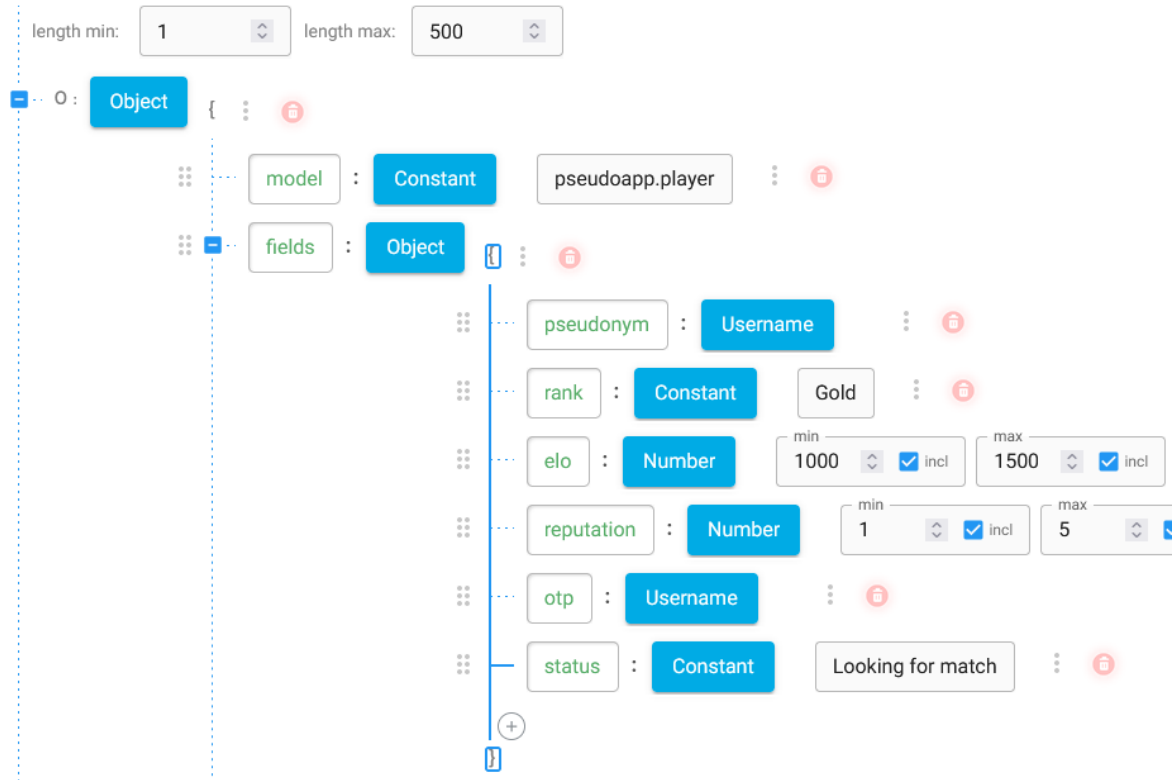 length min: 1 length max: 500
O : Object {
model : Constant pseudoapp.player
fields : Object {
pseudonym : Username
rank : Constant Gold
min max
elo : Number 1000 incl 1500 incl
min max
reputation : Number 1 incl 5
otp : Username
status : Constant Looking for match
+
}